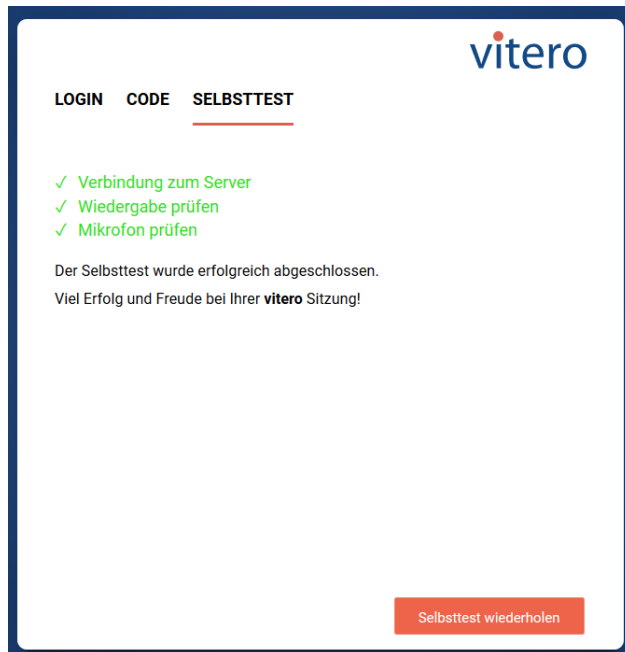 vitero
LOGIN CODE SELBSTTEST
✓ Verbindung zum Server
✓ Wiedergabe prüfen
✓ Mikrofon prüfen
Der Selbsttest wurde erfolgreich abgeschlossen.
Viel Erfolg und Freude bei Ihrer vitero Sitzung!
Selbsttest wiederholen